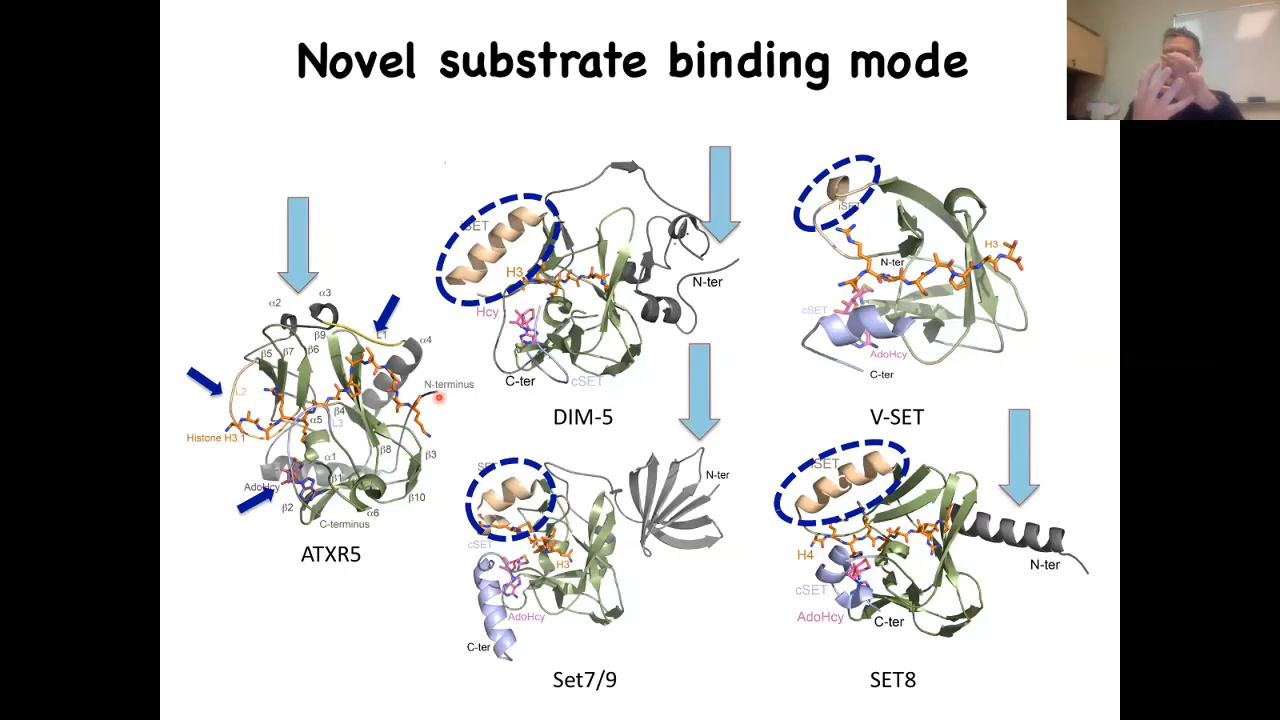 Novel substrate binding mode
α2
α3
β9
L1
α4
β5
β7
β6
L2
N-terminus
β4
α5
L3
Histone H3.1
β8
β3
α1
AdoHcy
β1
β10
β2
α6
C-terminus
ATXR5
iSET
H3
N-ter
Hcy
C-ter
cSET
DIM-5
iSET
H3
N-ter
cSET
AdoHcy
C-ter
V-SET
SET
N-ter
cSET
H3
AdoHcy
C-ter
Set7/9
iSET
H4
N-ter
cSET
AdoHcy
C-ter
SET8